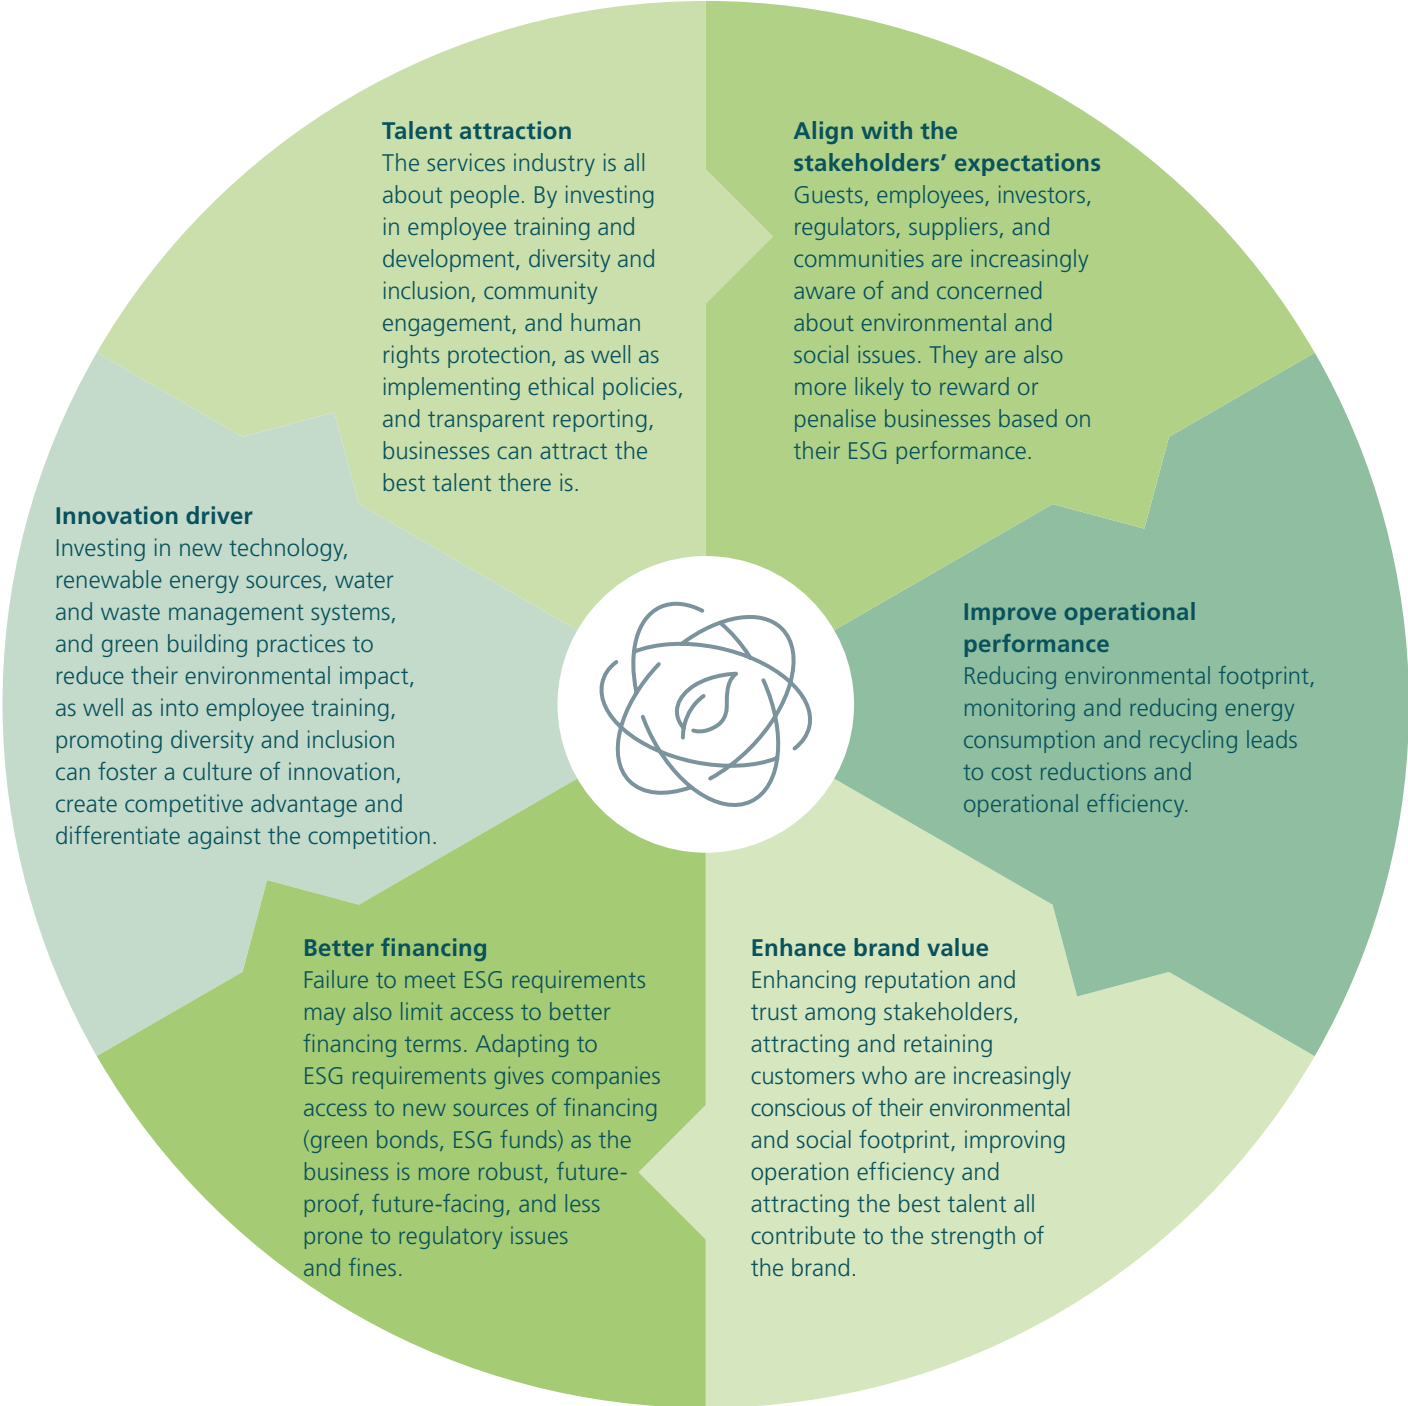 Talent attraction
The services industry is all
about people. By investing
in employee training and
development, diversity and
inclusion, community
engagement, and human
rights protection, as well as
implementing ethical policies,
and transparent reporting,
businesses can attract the
best talent there is.
Align with the
stakeholders’ expectations
Guests, employees, investors,
regulators, suppliers, and
communities are increasingly
aware of and concerned
about environmental and
social issues. They are also
more likely to reward or
penalise businesses based on
their ESG performance.
Innovation driver
Investing in new technology,
renewable energy sources, water
and waste management systems,
and green building practices to
reduce their environmental impact,
as well as into employee training,
promoting diversity and inclusion
can foster a culture of innovation,
create competitive advantage and
differentiate against the competition.
Improve operational
performance
Reducing environmental footprint,
monitoring and reducing energy
consumption and recycling leads
to cost reductions and
operational efficiency.
Better financing
Failure to meet ESG requirements
may also limit access to better
financing terms. Adapting to
ESG requirements gives companies
access to new sources of financing
(green bonds, ESG funds) as the
business is more robust, future-
proof, future-facing, and less
prone to regulatory issues
and fines.
Enhance brand value
Enhancing reputation and
trust among stakeholders,
attracting and retaining
customers who are increasingly
conscious of their environmental
and social footprint, improving
operation efficiency and
attracting the best talent all
contribute to the strength of
the brand.